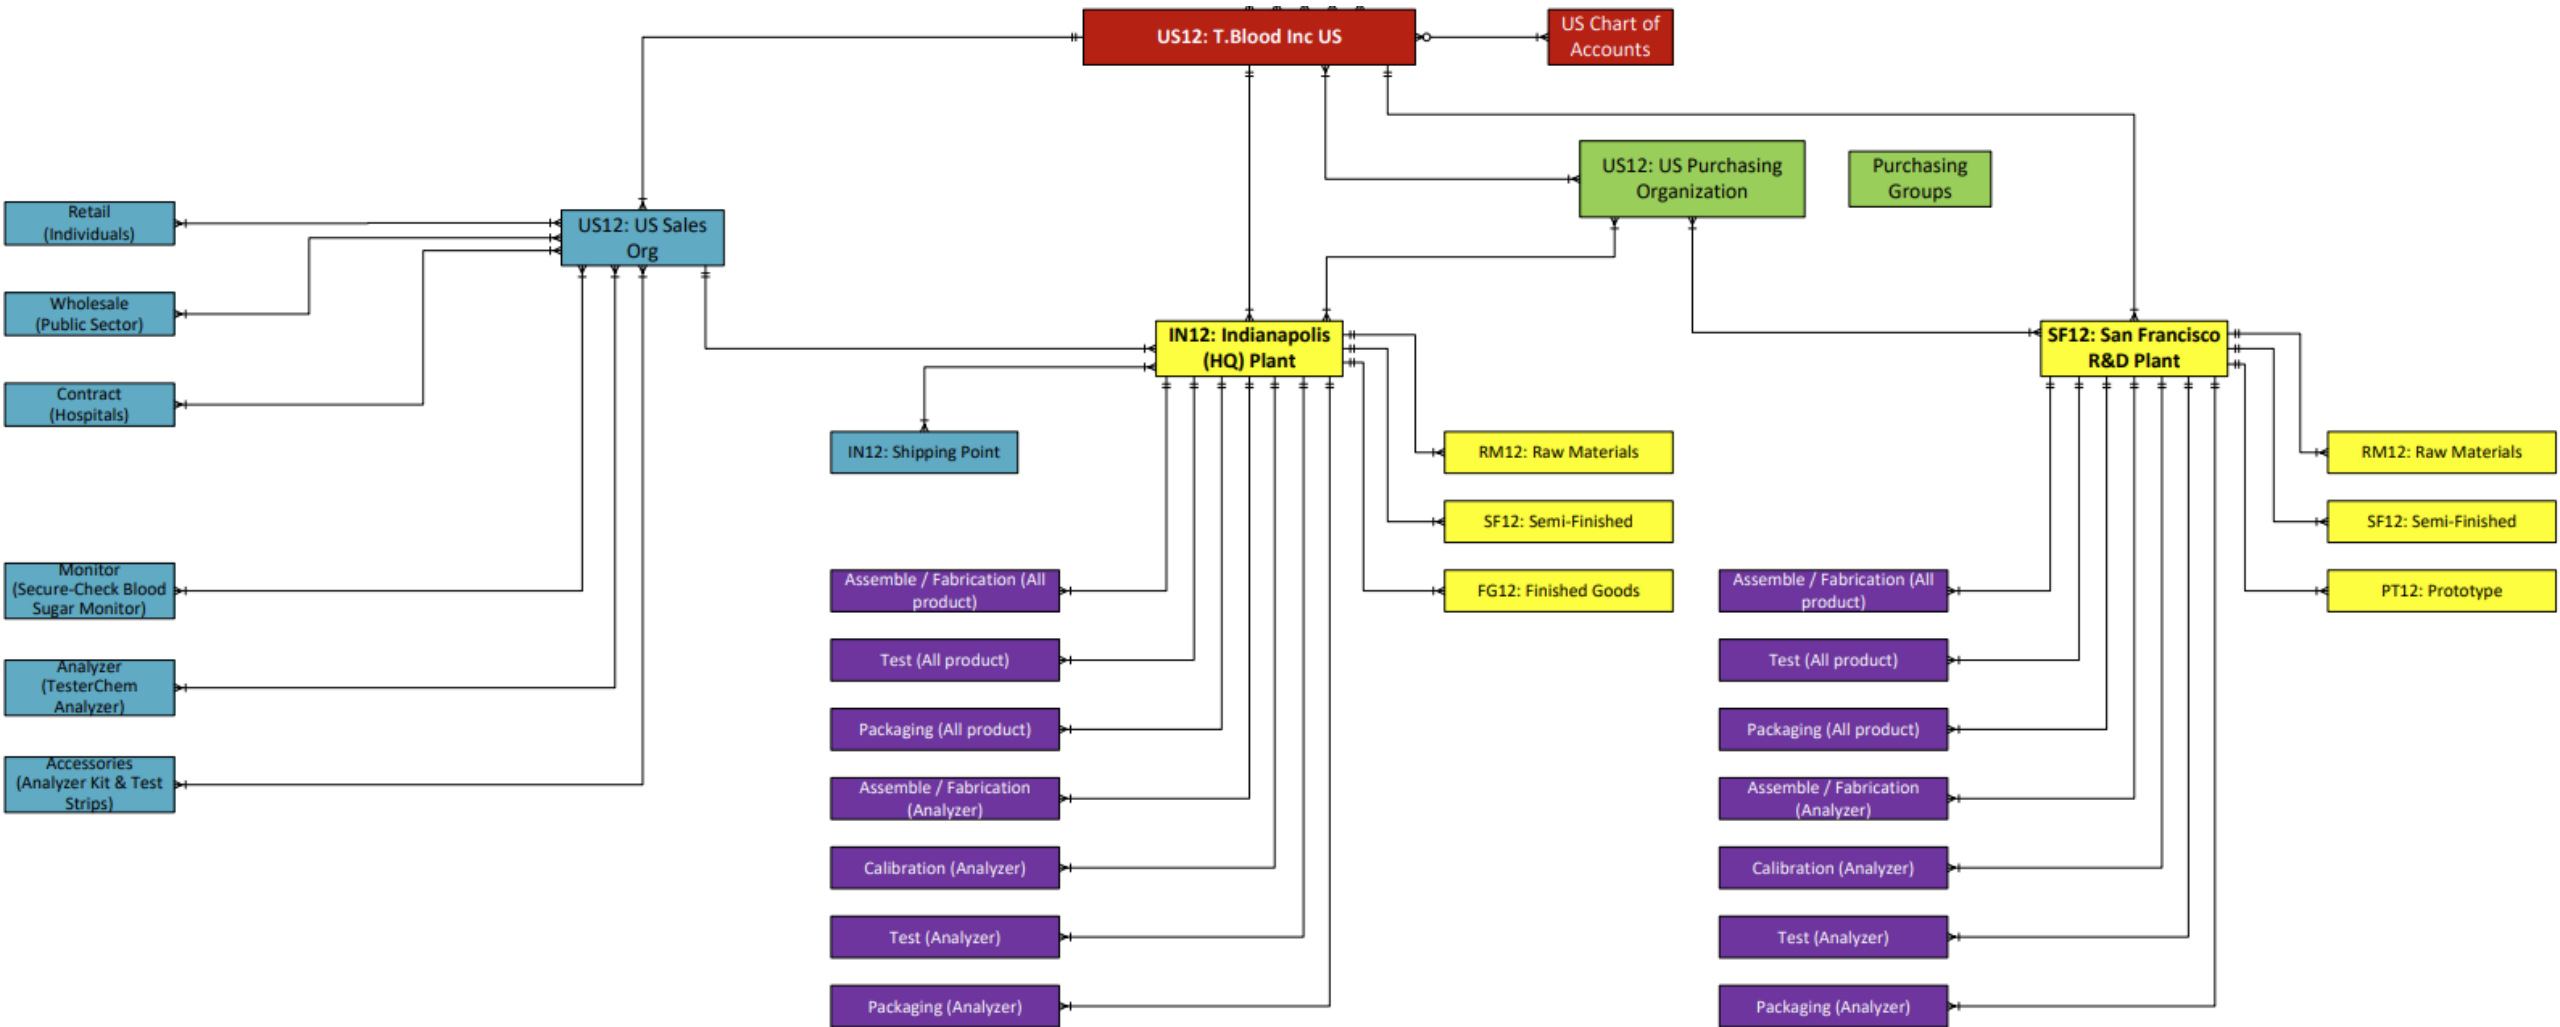 US12: T.Blood Inc US
US Chart of
Accounts
US12: US Purchasing
Organization
Purchasing
Groups
Retail
(Individuals)
US12: US Sales
Org
Wholesale
(Public Sector)
Contract
(Hospitals)
Monitor
(Secure-Check Blood
Sugar Monitor)
Analyzer
(TesterChem
Analyzer)
Accessories
(Analyzer Kit & Test
Strips)
IN12: Indianapolis
(HQ) Plant
IN12: Shipping Point
RM12: Raw Materials
SF12: Semi-Finished
FG12: Finished Goods
Assemble / Fabrication (All
product)
Test (All product)
Packaging (All product)
Assemble / Fabrication
(Analyzer)
Calibration (Analyzer)
Test (Analyzer)
Packaging (Analyzer)
SF12: San Francisco
R&D Plant
RM12: Raw Materials
SF12: Semi-Finished
PT12: Prototype
Assemble / Fabrication (All
product)
Test (All product)
Packaging (All product)
Assemble / Fabrication
(Analyzer)
Calibration (Analyzer)
Test (Analyzer)
Packaging (Analyzer)